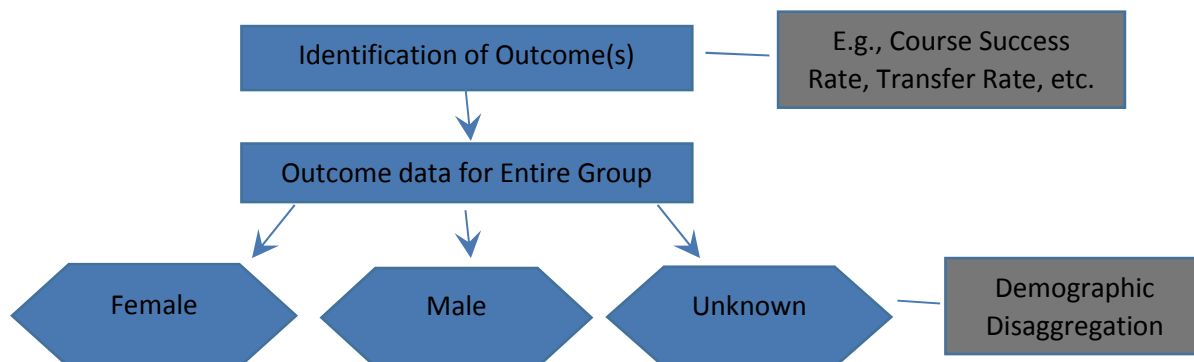 Identification of Outcome(s)
E.g., Course Success
Rate, Transfer Rate, etc.
Outcome data for Entire Group
Female
Male
Unknown
Demographic
Disaggregation